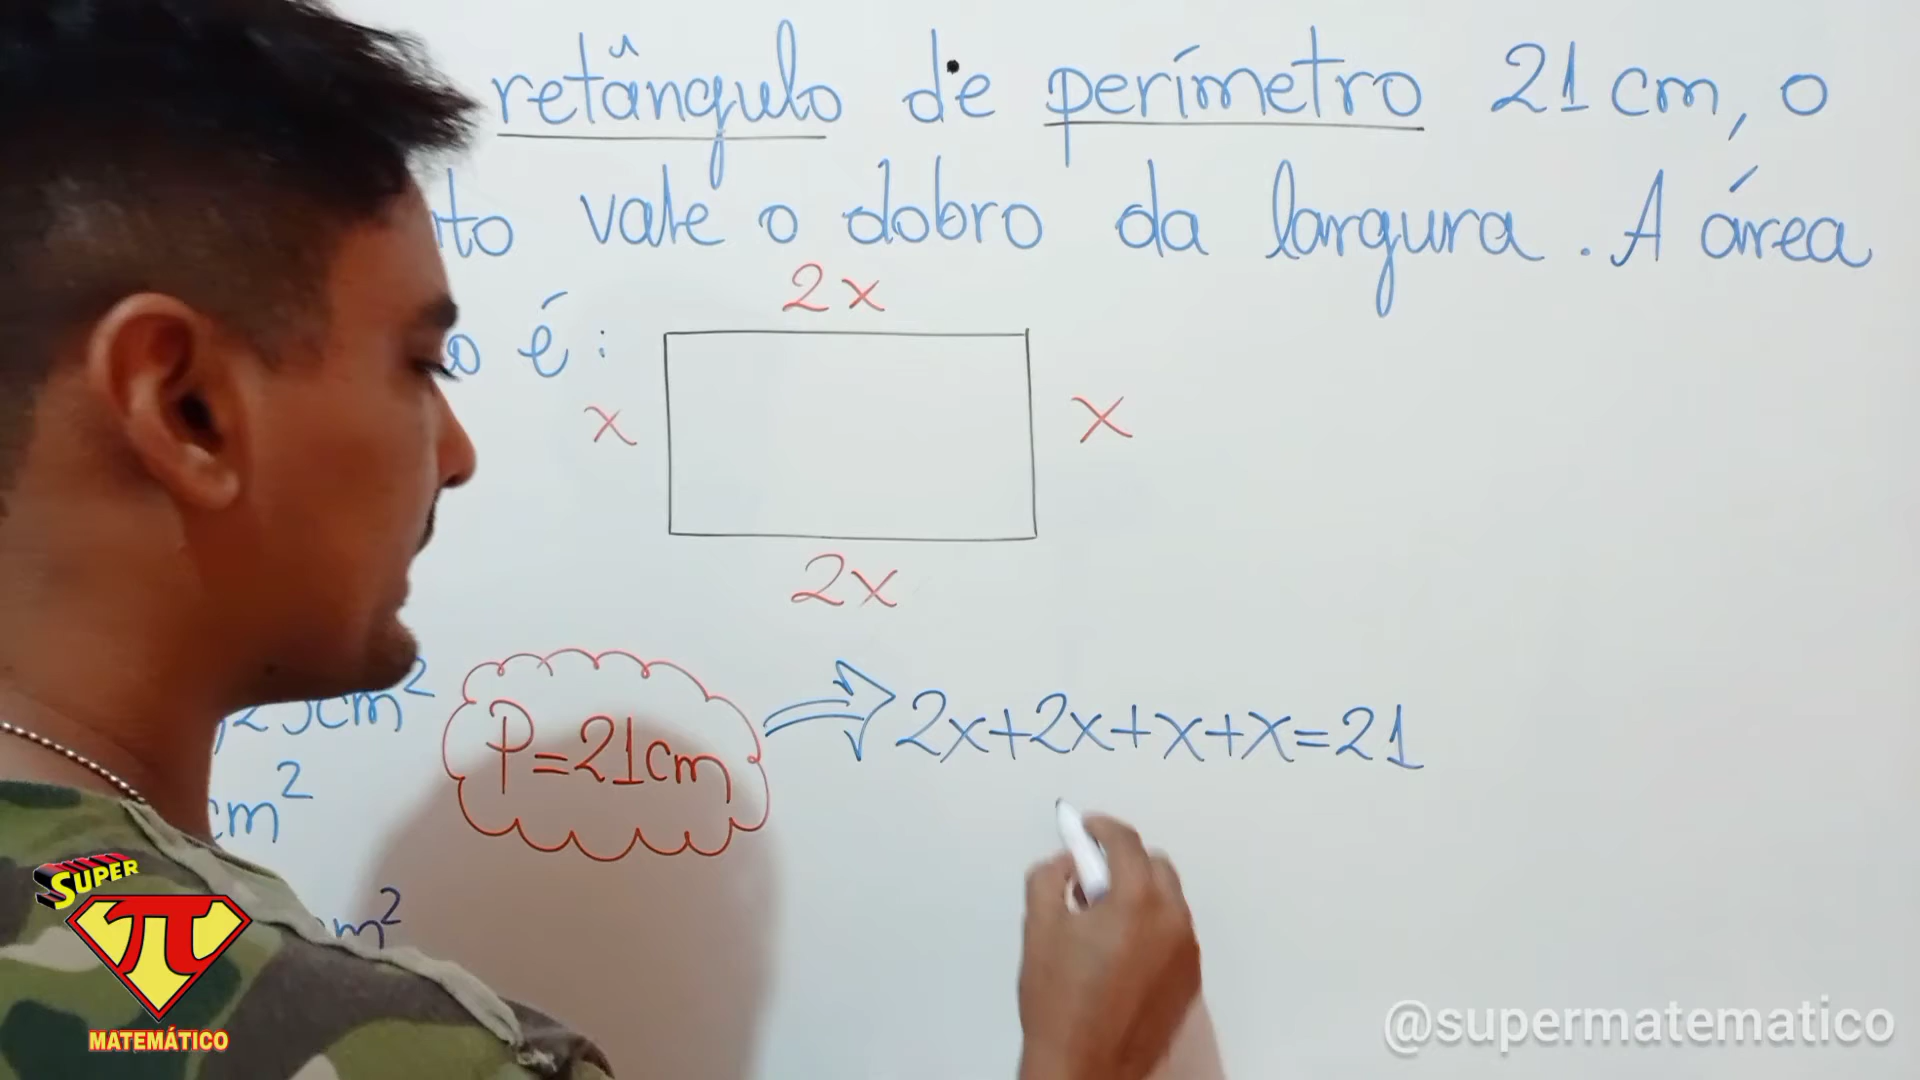 retângulo de perímetro 21 cm, o
vale o dobro da largura. A área
é:
2x
x
x
2x
cm²
P=21cm
2x+2x+x+x=21
cm²
cm²
SUPER
π
MATEMÁTICO
@supermatematico